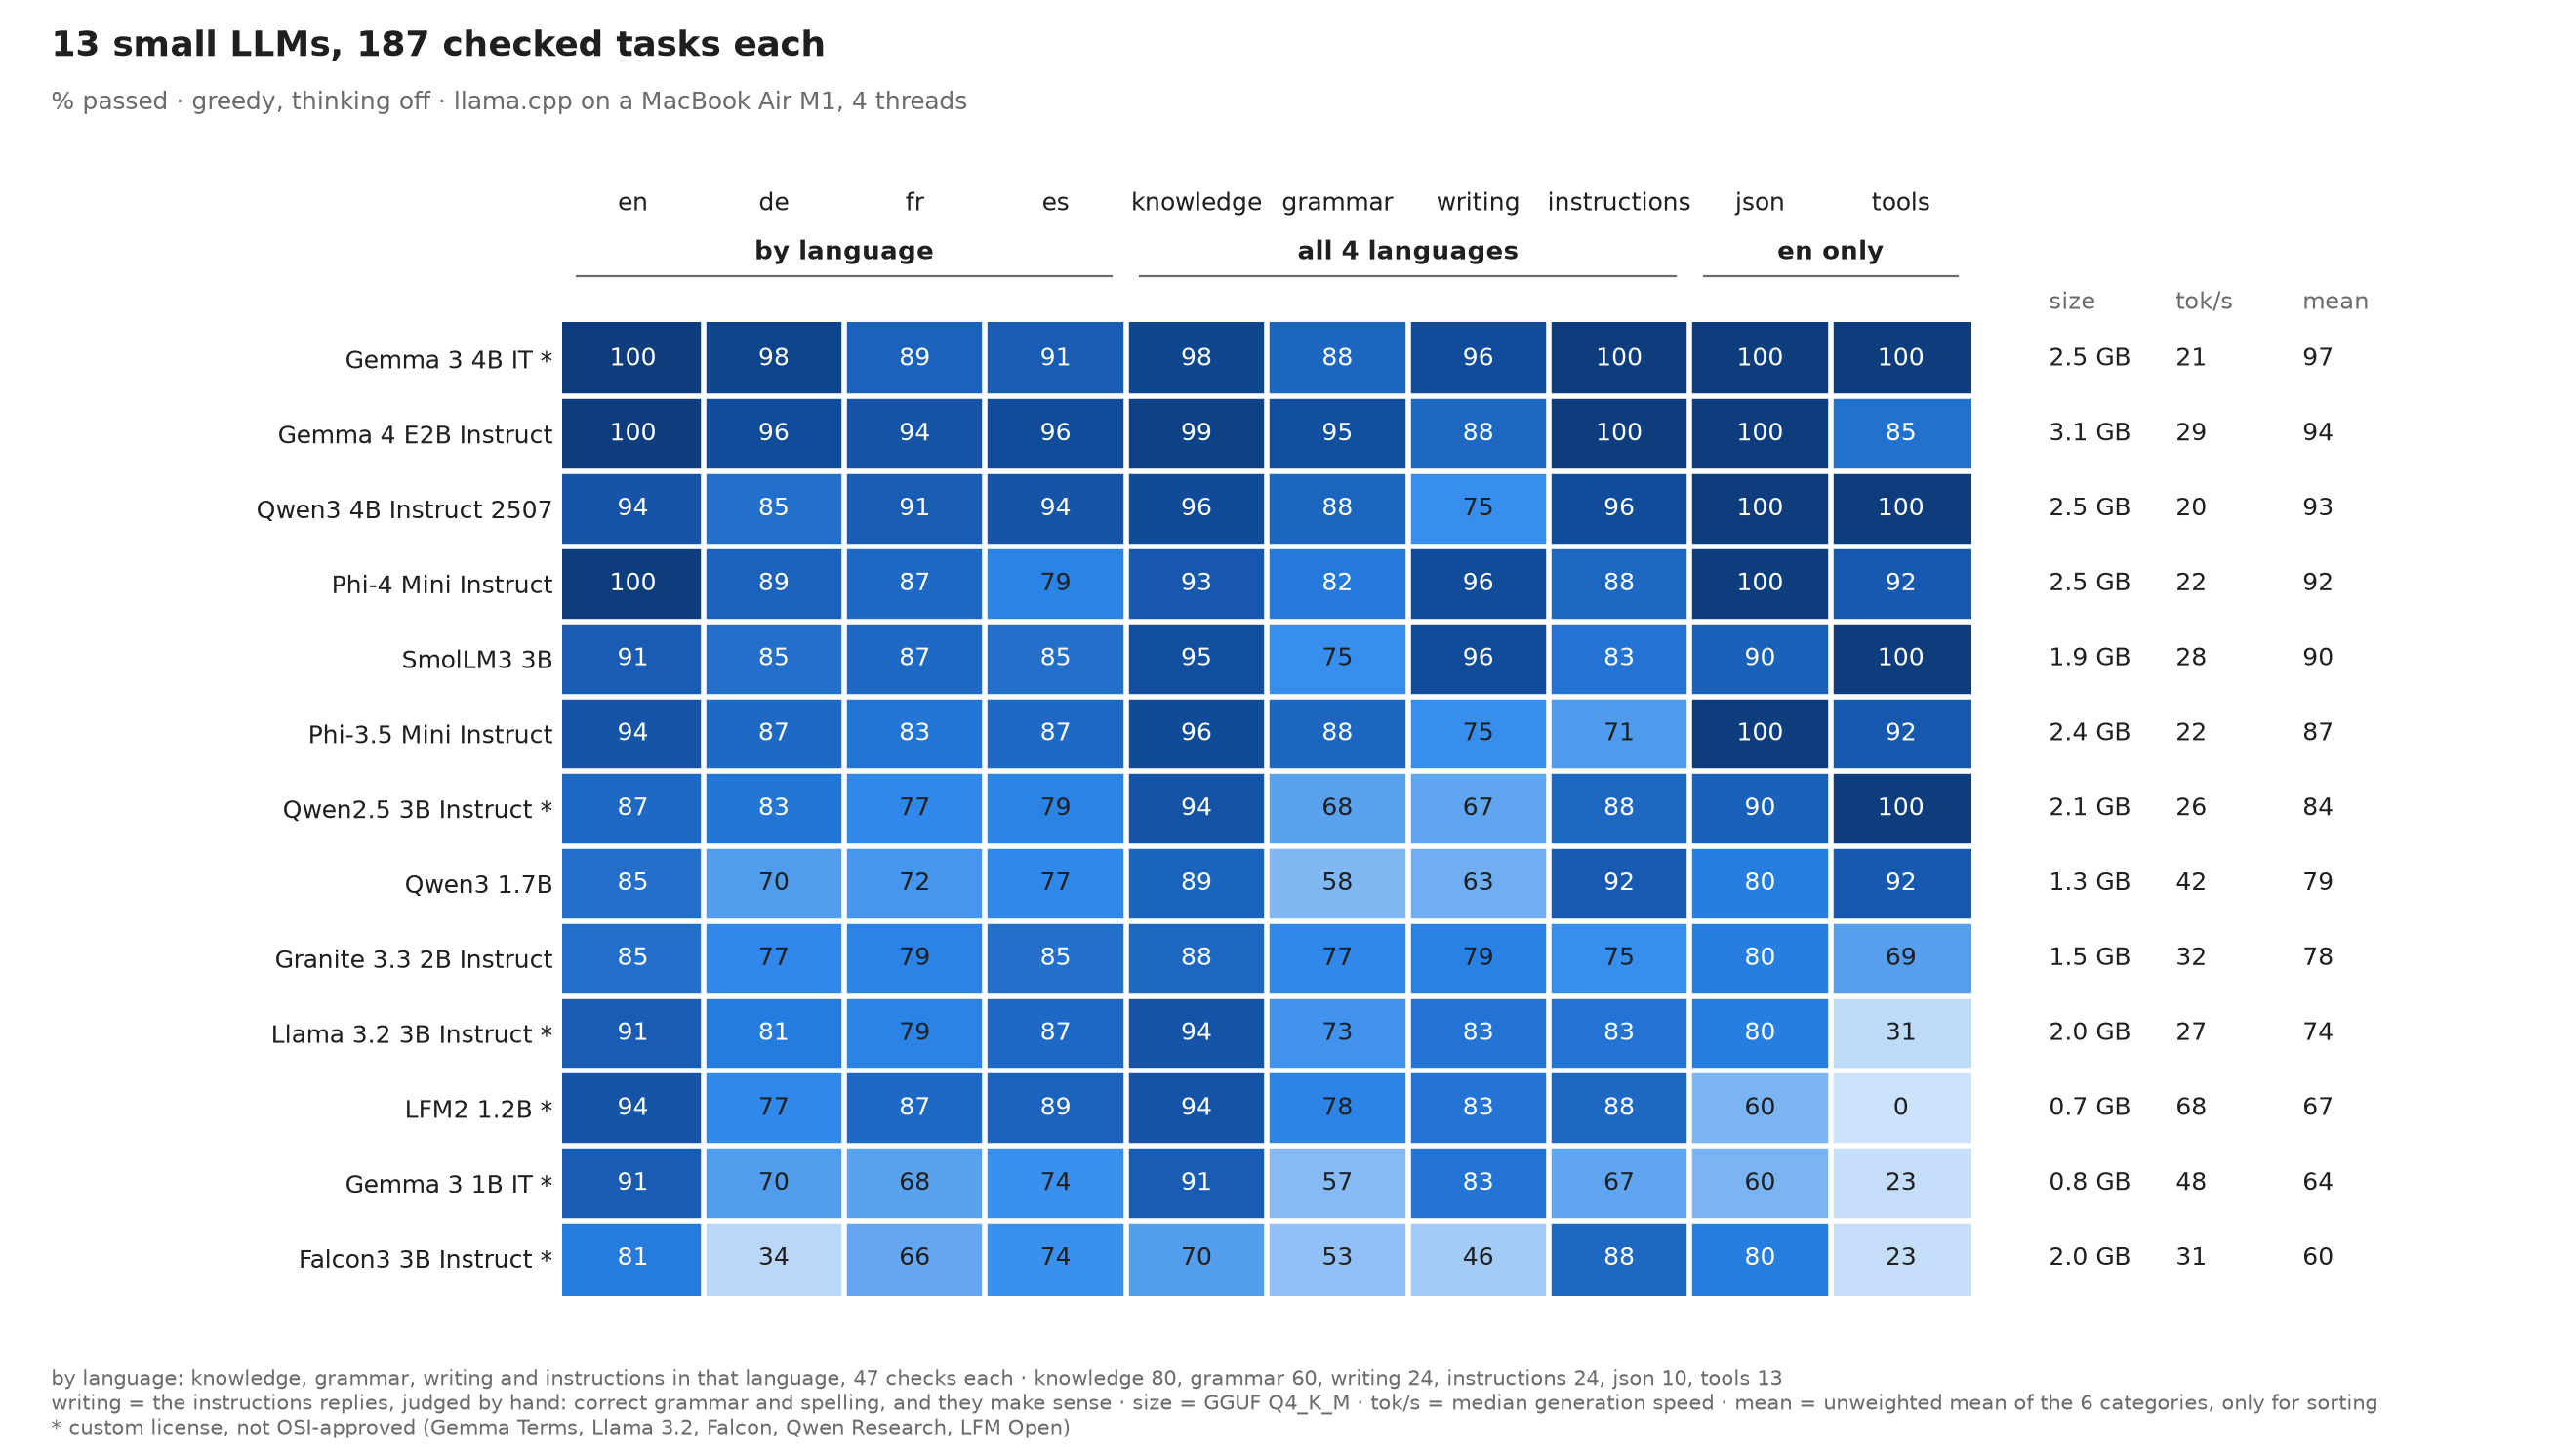 13 small LLMs, 187 checked tasks each
% passed · greedy, thinking off · llama.cpp on a MacBook Air M1, 4 threads
en de fr es knowledge grammar writing instructions json tools
by language all 4 languages en only
size tok/s mean
Gemma 3 4B IT * 100 98 89 91 98 88 96 100 100 100 2.5 GB 21 97
Gemma 4 E2B Instruct 100 96 94 96 99 95 88 100 100 85 3.1 GB 29 94
Qwen3 4B Instruct 2507 94 85 91 94 96 88 75 96 100 100 2.5 GB 20 93
Phi-4 Mini Instruct 100 89 87 79 93 82 96 88 100 92 2.5 GB 22 92
SmolLM3 3B 91 85 87 85 95 75 96 83 90 100 1.9 GB 28 90
Phi-3.5 Mini Instruct 94 87 83 87 96 88 75 71 100 92 2.4 GB 22 87
Qwen2.5 3B Instruct * 87 83 77 79 94 68 67 88 90 100 2.1 GB 26 84
Qwen3 1.7B 85 70 72 77 89 58 63 92 80 92 1.3 GB 42 79
Granite 3.3 2B Instruct 85 77 79 85 88 77 79 75 80 69 1.5 GB 32 78
Llama 3.2 3B Instruct * 91 81 79 87 94 73 83 83 80 31 2.0 GB 27 74
LFM2 1.2B * 94 77 87 89 94 78 83 88 60 0 0.7 GB 68 67
Gemma 3 1B IT * 91 70 68 74 91 57 83 67 60 23 0.8 GB 48 64
Falcon3 3B Instruct * 81 34 66 74 70 53 46 88 80 23 2.0 GB 31 60
by language: knowledge, grammar, writing and instructions in that language, 47 checks each · knowledge 80, grammar 60, writing 24, instructions 24, json 10, tools 13
writing = the instructions replies, judged by hand: correct grammar and spelling, and they make sense · size = GGUF Q4_K_M · tok/s = median generation speed · mean = unweighted mean of the 6 categories, only for sorting
* custom license, not OSI-approved (Gemma Terms, Llama 3.2, Falcon, Qwen Research, LFM Open)